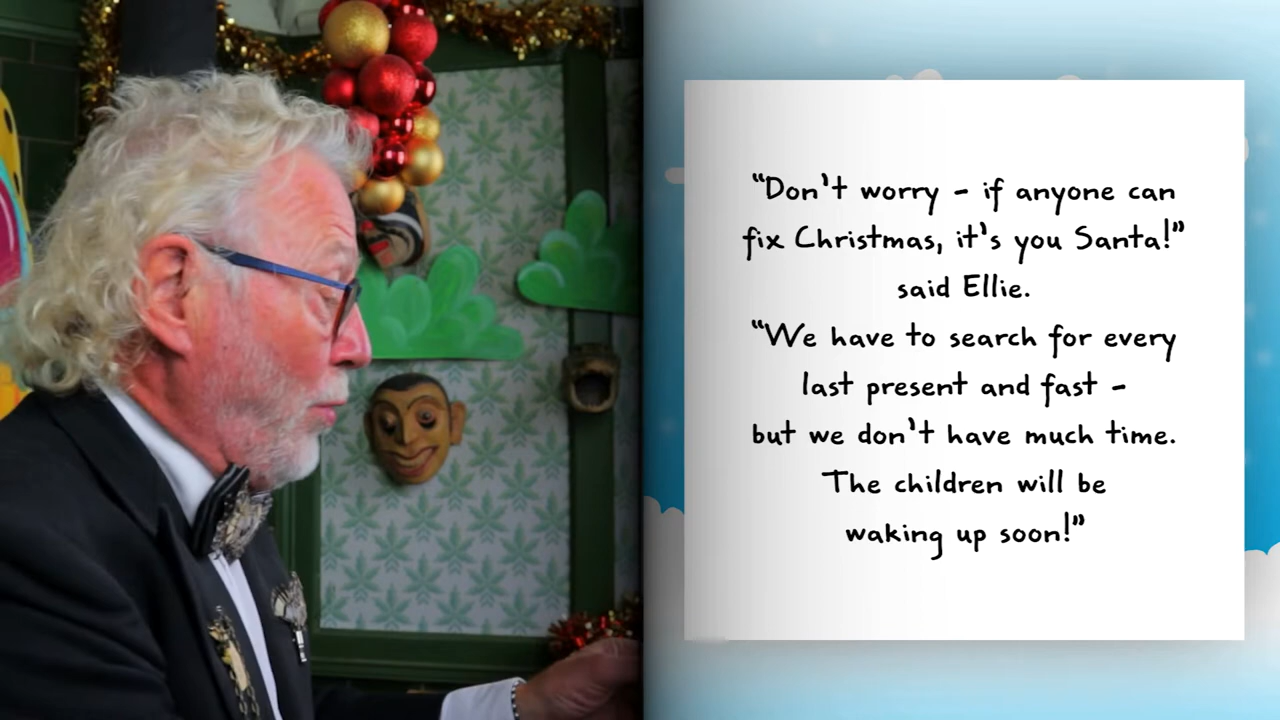 “Don't worry - if anyone can
fix Christmas, it's you Santa!”
said Ellie.
“We have to search for every
last present and fast -
but we don't have much time.
The children will be
waking up soon!”